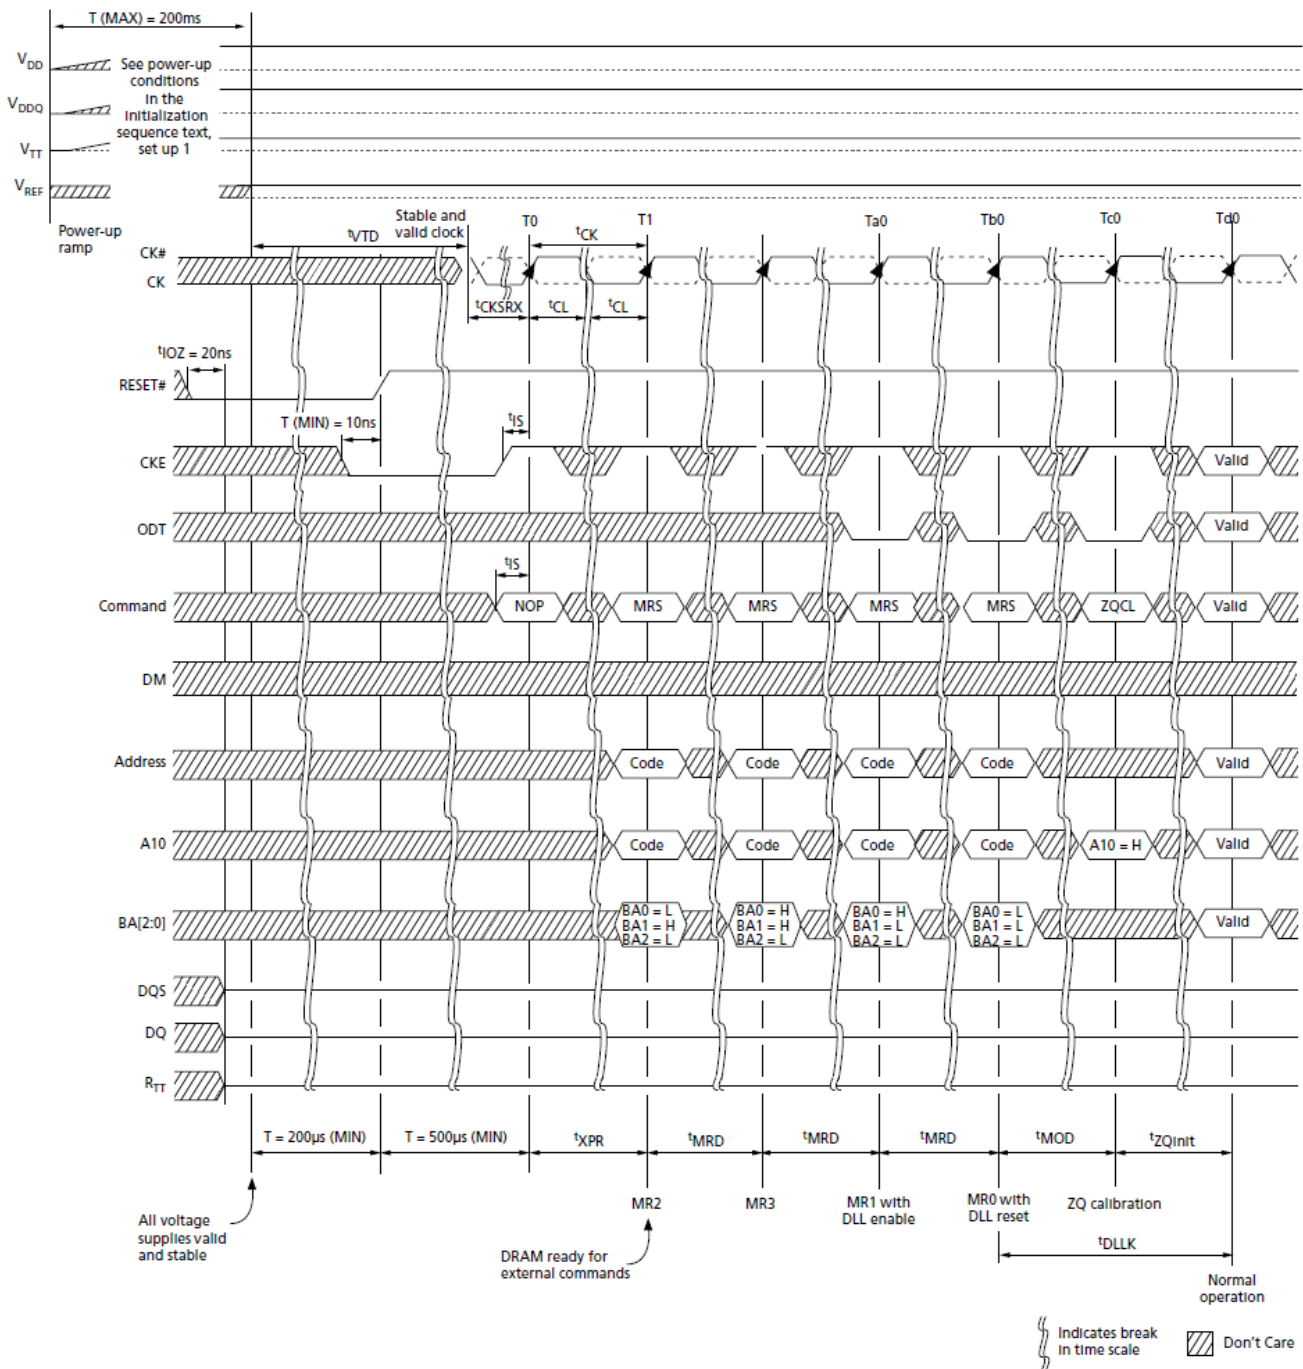 T (MAX) = 200ms
VDD
See power-up
conditions
in the
initialization
sequence text,
set up 1
VDDQ
VTT
VREF
Power-up
ramp
Stable and
valid clock
T0
T1
Ta0
Tb0
Tc0
Td0
tVTD
tCK
CK#
CK
tCKSRX
tCL
tCL
tIOZ = 20ns
RESET#
T (MIN) = 10ns
tIS
CKE
Valid
ODT
Valid
tIS
Command
NOP
MRS
MRS
MRS
MRS
ZQCL
Valid
DM
Address
Code
Code
Code
Code
Valid
A10
Code
Code
Code
Code
A10 = H
Valid
BA[2:0]
BA0 = L
BA1 = H
BA2 = L
BA0 = H
BA1 = H
BA2 = L
BA0 = H
BA1 = L
BA2 = L
BA0 = L
BA1 = L
BA2 = L
Valid
DQS
DQ
RTT
T = 200µs (MIN)
T = 500µs (MIN)
tXPR
tMRD
tMRD
tMRD
tMOD
tZQinit
MR2
MR3
MR1 with
DLL enable
MR0 with
DLL reset
ZQ calibration
All voltage
supplies valid
and stable
DRAM ready for
external commands
tDLLK
Normal
operation
Indicates break
in time scale
Don't Care